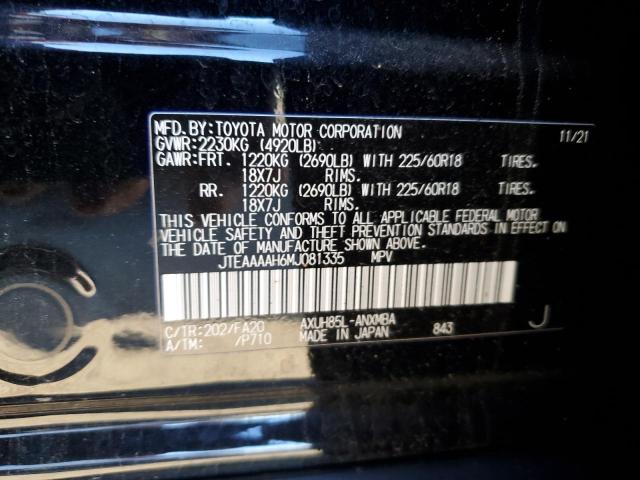 MFD.BY:TOYOTA MOTOR CORPORATION 11/21
GVWR:2230KG (4920LB)
GAWR:FRT. 1220KG (2690LB) WITH 225/60R18 TIRES.
18X7J RIMS.
RR. 1220KG (2690LB) WITH 225/60R18 TIRES.
18X7J RIMS.
THIS VEHICLE CONFORMS TO ALL APPLICABLE FEDERAL MOTOR
VEHICLE SAFETY AND THEFT PREVENTION STANDARDS IN EFFECT ON
THE DATE OF MANUFACTURE SHOWN ABOVE.
JTEAAAAH6MJ081335 MPV
C/TR:202/FA20 AXUH85L-ANXMBA
A/TM: /P710 MADE IN JAPAN 843 J